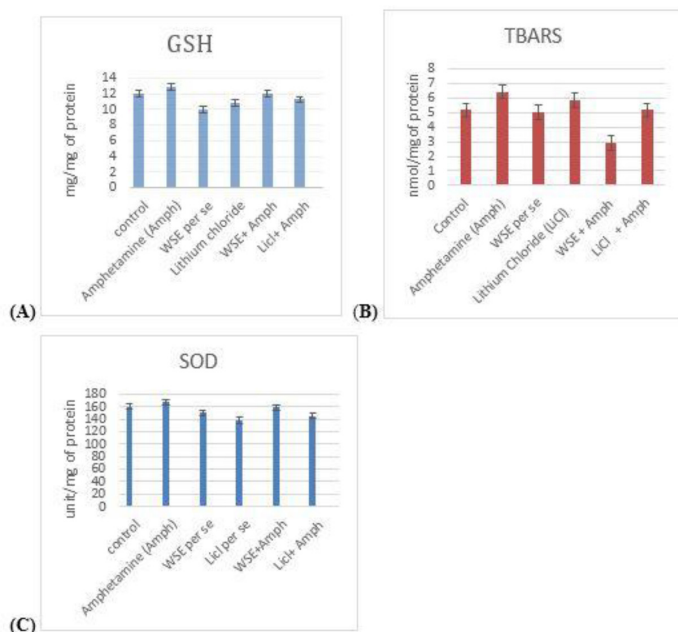 GSH
mg/mg of protein
14
12
10
8
6
4
2
0
control
Amphetamine (Amph)
WSE per se
Lithium chloride
WSE+ Amph
Licl+ Amph
(A)
TBARS
nmol/mgof protein
8
7
6
5
4
3
2
1
0
Control
Amphetamine (Amph)
WSE per se
Lithium Chloride (LiCl)
WSE + Amph
LiCl + Amph
(B)
SOD
unit/mg of protein
180
160
140
120
100
80
60
40
20
0
control
Amphetamine (Amph)
WSE per se
Licl per se
WSE+Amph
Licl+ Amph
(C)